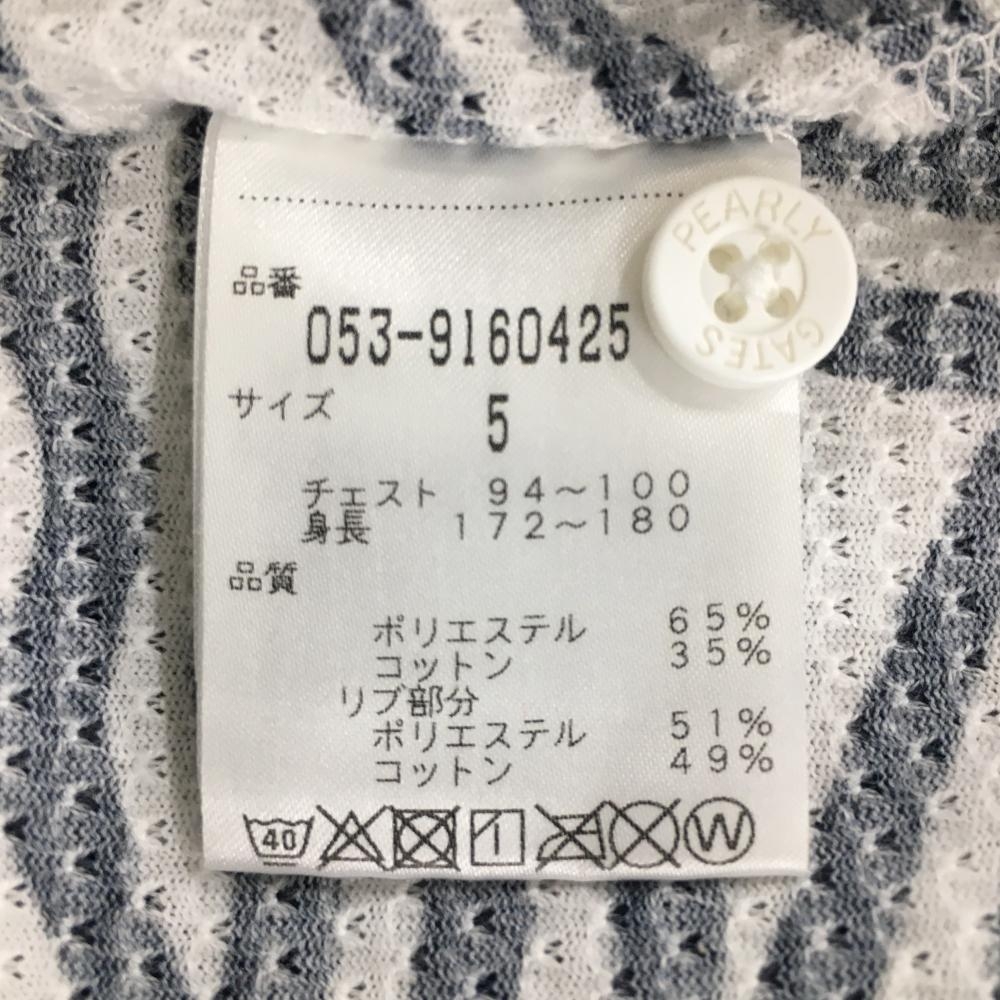 品番
053-9160425
サイズ
5
チェスト 94～100
身長 172～180
品質
ポリエステル 65%
コットン 35%
リブ部分
ポリエステル 51%
コットン 49%
40
W
PEARLY
GATES